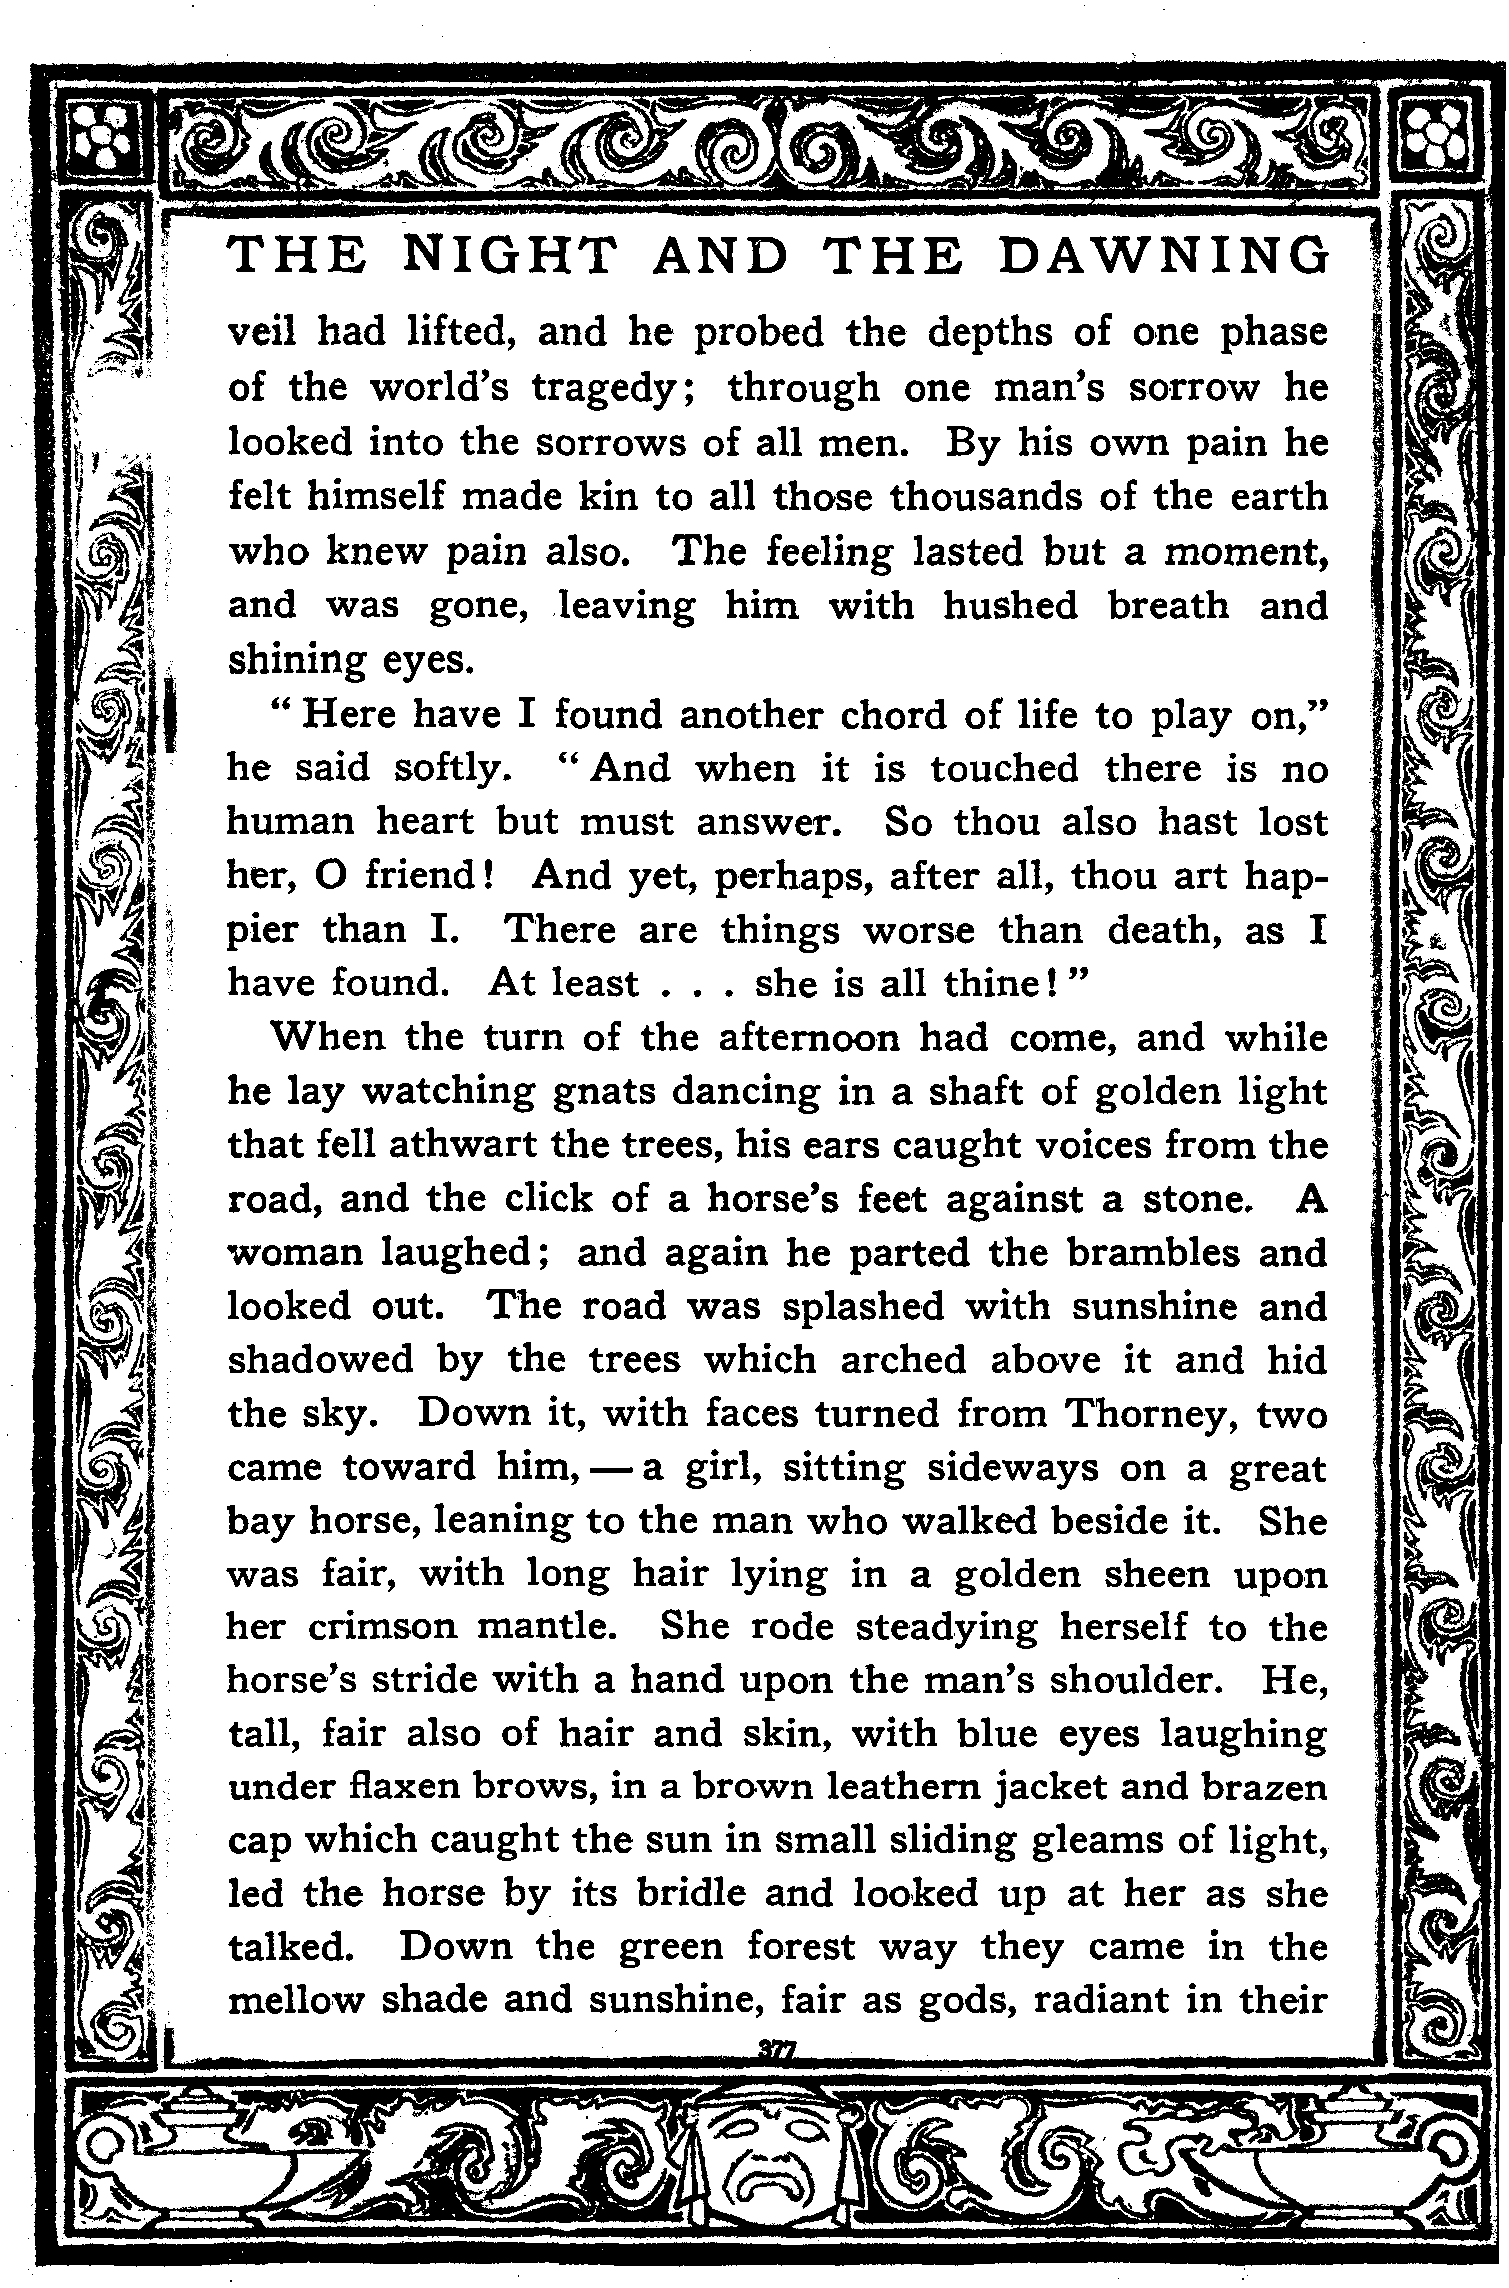 THE NIGHT AND THE DAWNING
veil had lifted, and he probed the depths of one phase
of the world's tragedy; through one man's sorrow he
looked into the sorrows of all men. By his own pain he
felt himself made kin to all those thousands of the earth
who knew pain also. The feeling lasted but a moment,
and was gone, leaving him with hushed breath and
shining eyes.
“Here have I found another chord of life to play on,”
he said softly. “And when it is touched there is no
human heart but must answer. So thou also hast lost
her, O friend! And yet, perhaps, after all, thou art hap-
pier than I. There are things worse than death, as I
have found. At least . . . she is all thine!”
When the turn of the afternoon had come, and while
he lay watching gnats dancing in a shaft of golden light
that fell athwart the trees, his ears caught voices from the
road, and the click of a horse's feet against a stone. A
woman laughed; and again he parted the brambles and
looked out. The road was splashed with sunshine and
shadowed by the trees which arched above it and hid
the sky. Down it, with faces turned from Thorney, two
came toward him, — a girl, sitting sideways on a great
bay horse, leaning to the man who walked beside it. She
was fair, with long hair lying in a golden sheen upon
her crimson mantle. She rode steadying herself to the
horse's stride with a hand upon the man's shoulder. He,
tall, fair also of hair and skin, with blue eyes laughing
under flaxen brows, in a brown leathern jacket and brazen
cap which caught the sun in small sliding gleams of light,
led the horse by its bridle and looked up at her as she
talked. Down the green forest way they came in the
mellow shade and sunshine, fair as gods, radiant in their
377